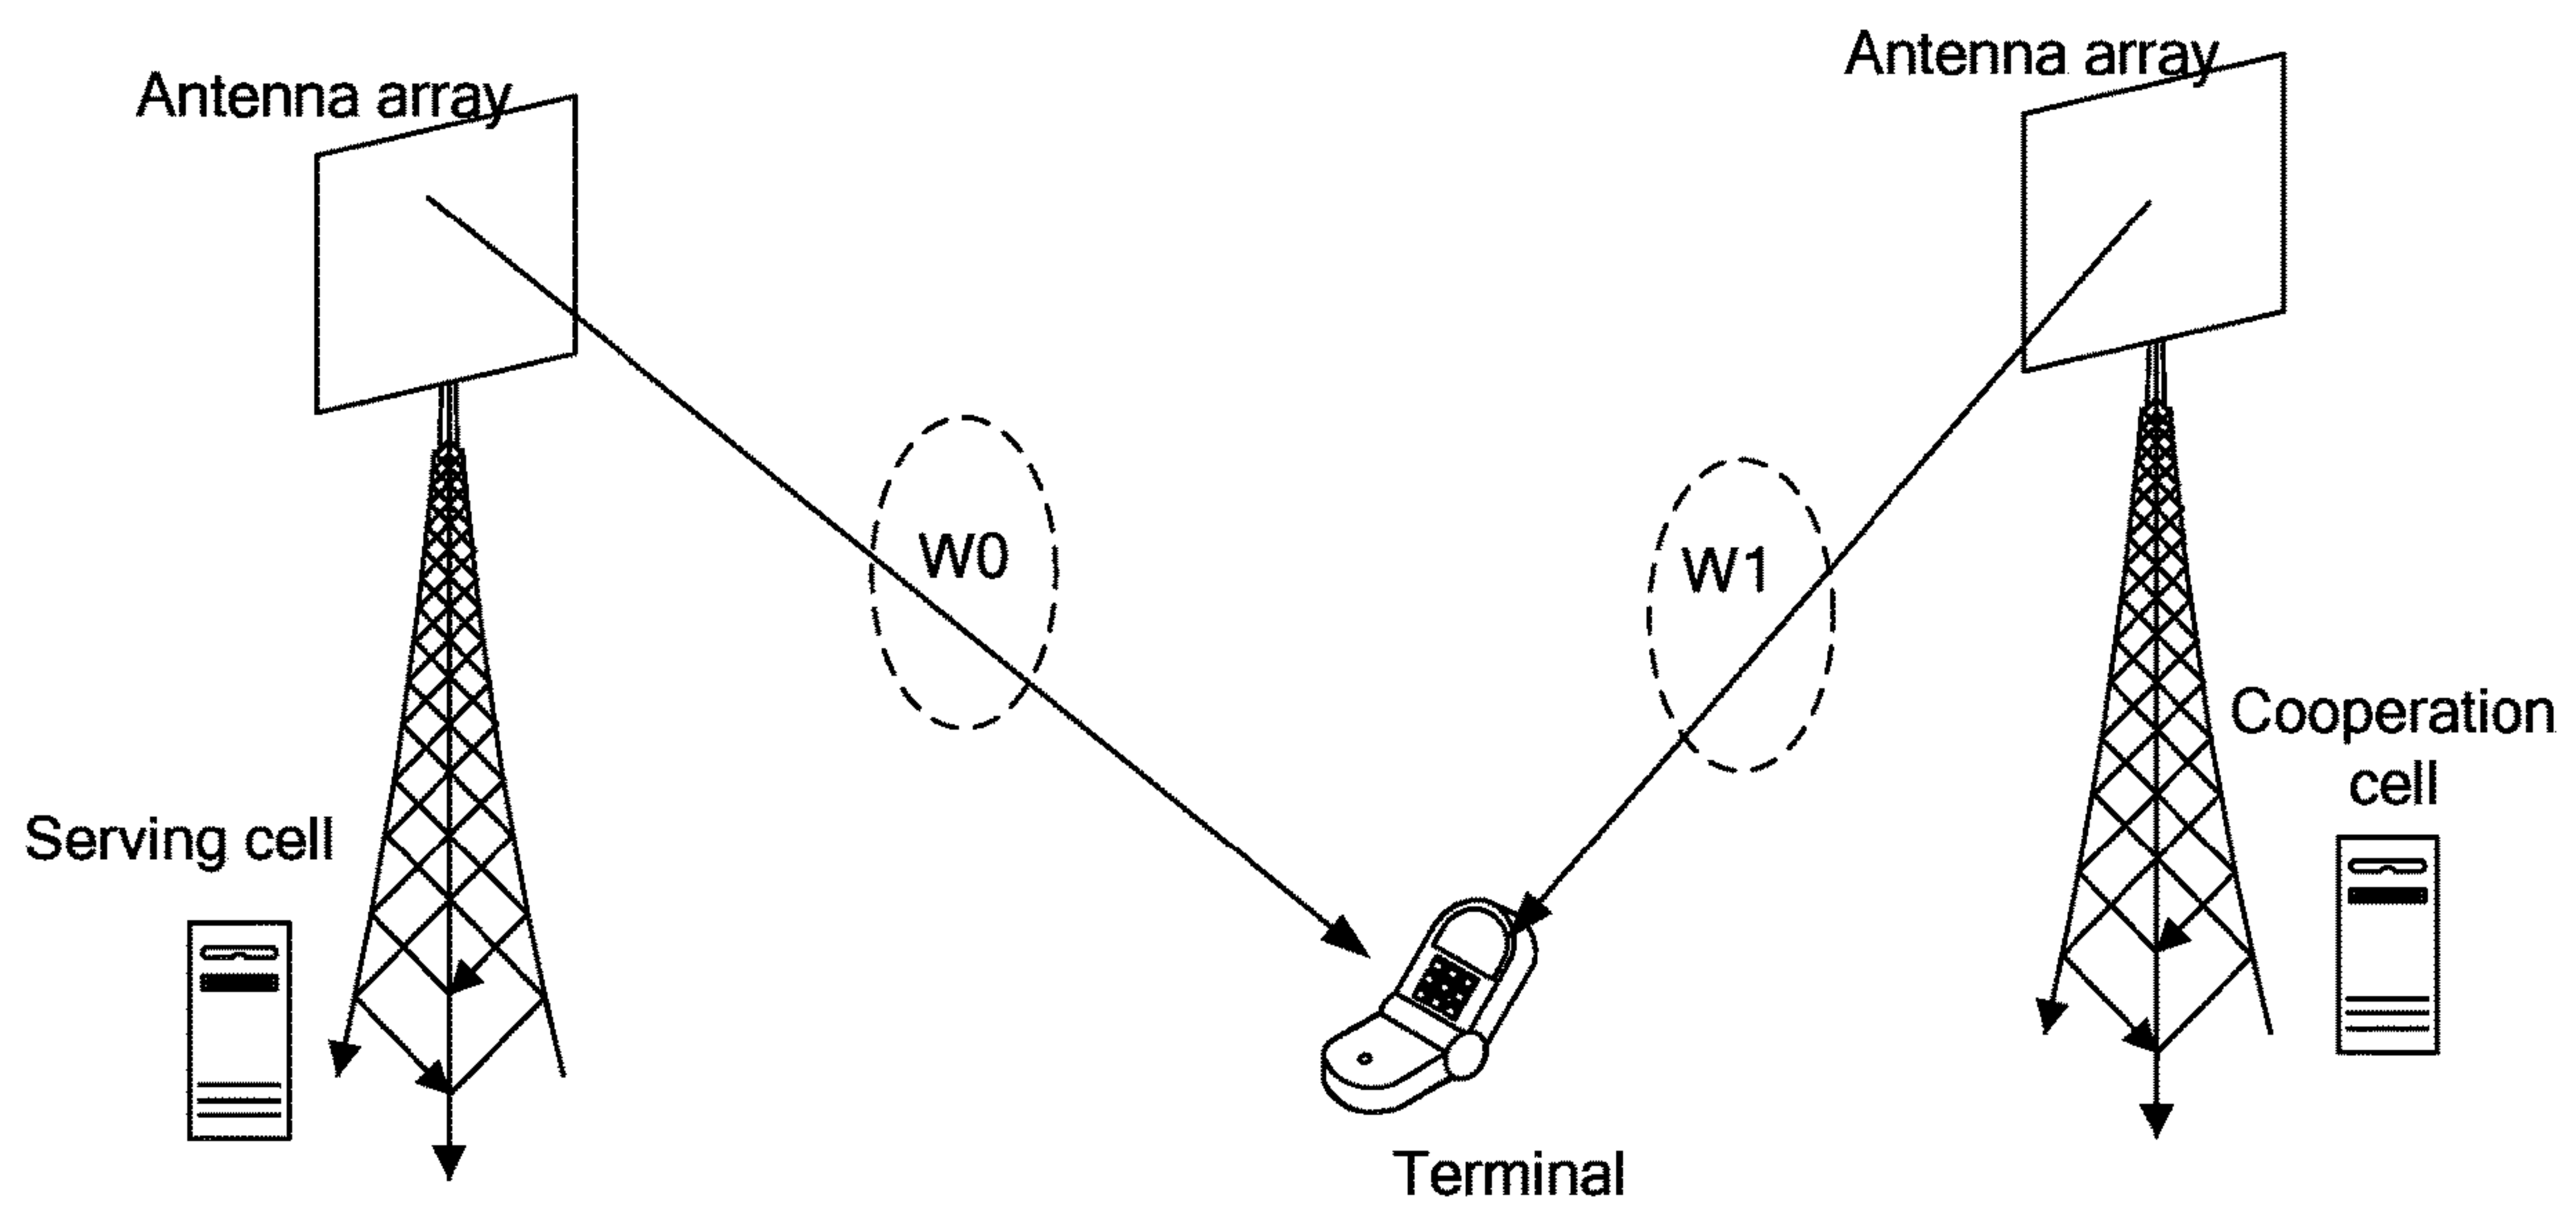 Antenna array
Antenna array
W0
W1
Serving cell
Cooperation
cell
Terminal